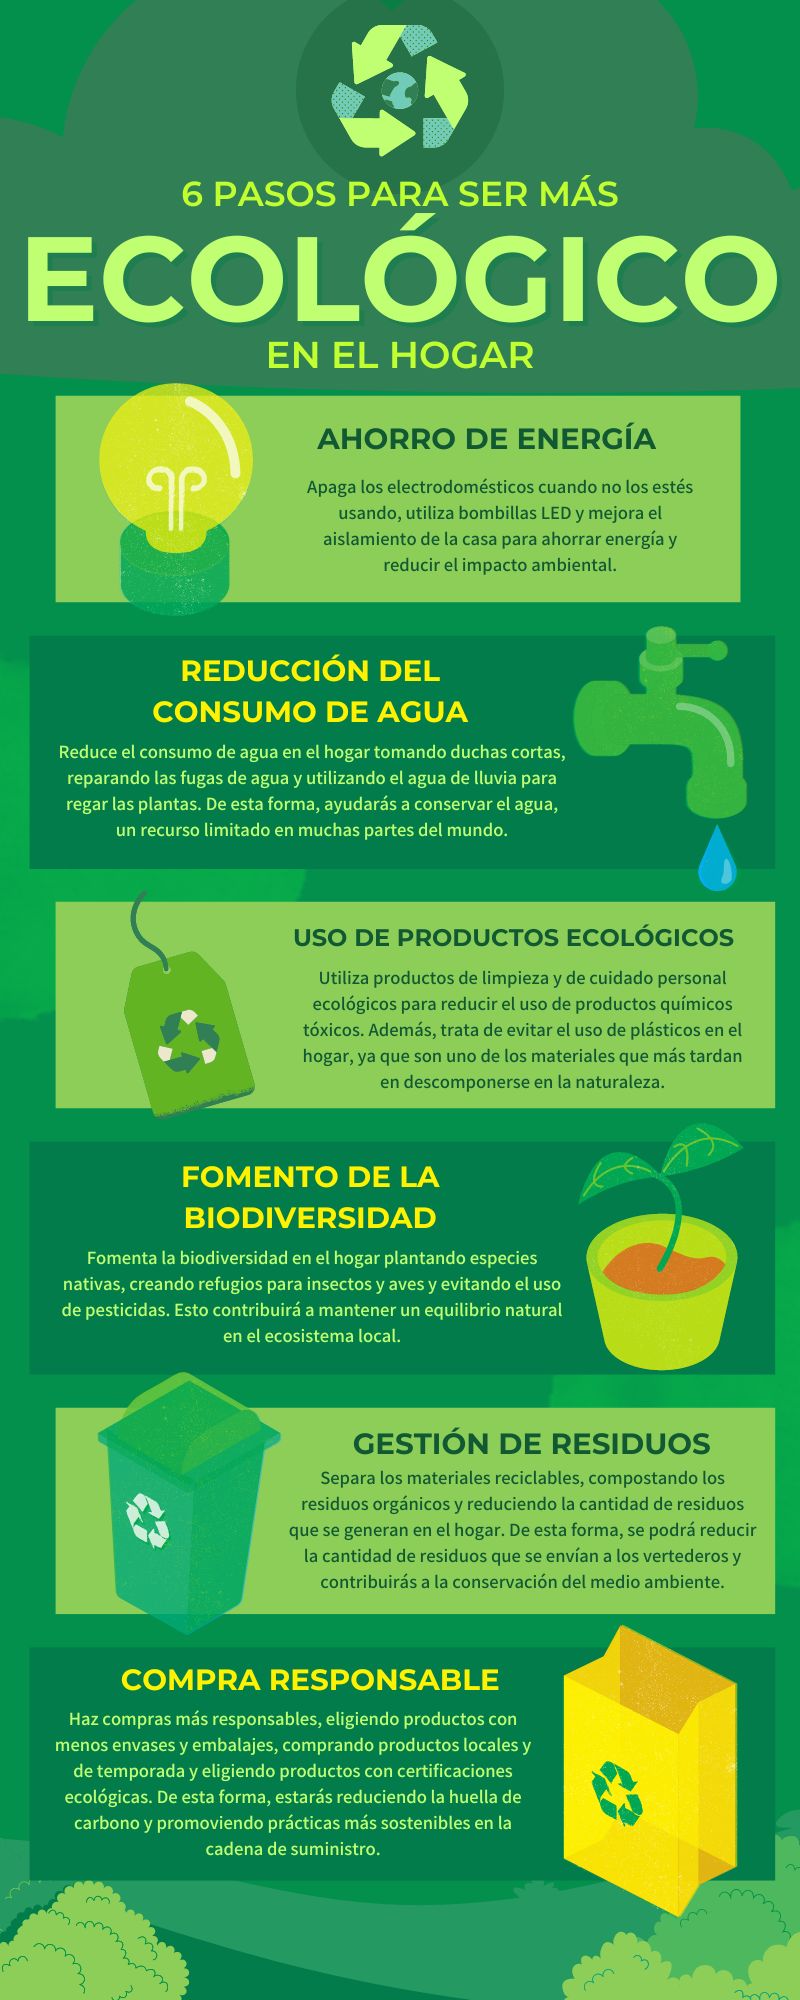 6 PASOS PARA SER MÁS
ECOLÓGICO
EN EL HOGAR
AHORRO DE ENERGÍA
Apaga los electrodomésticos cuando no los estés
usando, utiliza bombillas LED y mejora el
aislamiento de la casa para ahorrar energía y
reducir el impacto ambiental.
REDUCCIÓN DEL
CONSUMO DE AGUA
Reduce el consumo de agua en el hogar tomando duchas cortas,
reparando las fugas de agua y utilizando el agua de lluvia para
regar las plantas. De esta forma, ayudarás a conservar el agua,
un recurso limitado en muchas partes del mundo.
USO DE PRODUCTOS ECOLÓGICOS
Utiliza productos de limpieza y de cuidado personal
ecológicos para reducir el uso de productos químicos
tóxicos. Además, trata de evitar el uso de plásticos en el
hogar, ya que son uno de los materiales que más tardan
en descomponerse en la naturaleza.
FOMENTO DE LA
BIODIVERSIDAD
Fomenta la biodiversidad en el hogar plantando especies
nativas, creando refugios para insectos y aves y evitando el uso
de pesticidas. Esto contribuirá a mantener un equilibrio natural
en el ecosistema local.
GESTIÓN DE RESIDUOS
Separa los materiales reciclables, compostando los
residuos orgánicos y reduciendo la cantidad de residuos
que se generan en el hogar. De esta forma, se podrá reducir
la cantidad de residuos que se envían a los vertederos y
contribuirás a la conservación del medio ambiente.
COMPRA RESPONSABLE
Haz compras más responsables, eligiendo productos con
menos envases y embalajes, comprando productos locales y
de temporada y eligiendo productos con certificaciones
ecológicas. De esta forma, estarás reduciendo la huella de
carbono y promoviendo prácticas más sostenibles en la
cadena de suministro.